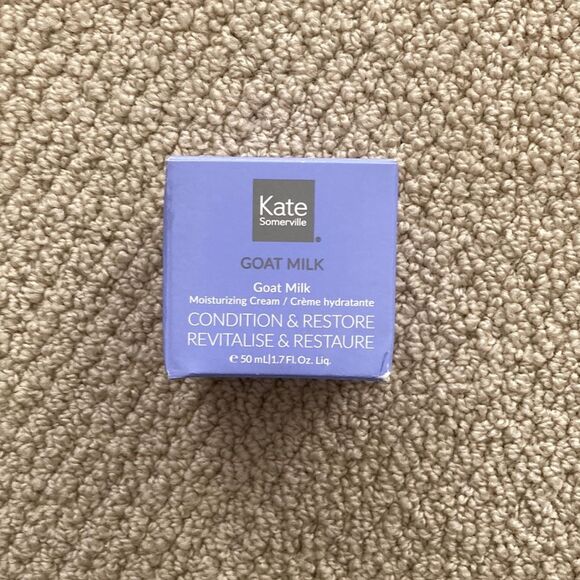 Kate
Somerville
®
GOAT MILK
Goat Milk
Moisturizing Cream / Crème hydratante
CONDITION & RESTORE
REVITALISE & RESTAURE
℮ 50 mL|1.7 Fl. Oz. Liq.